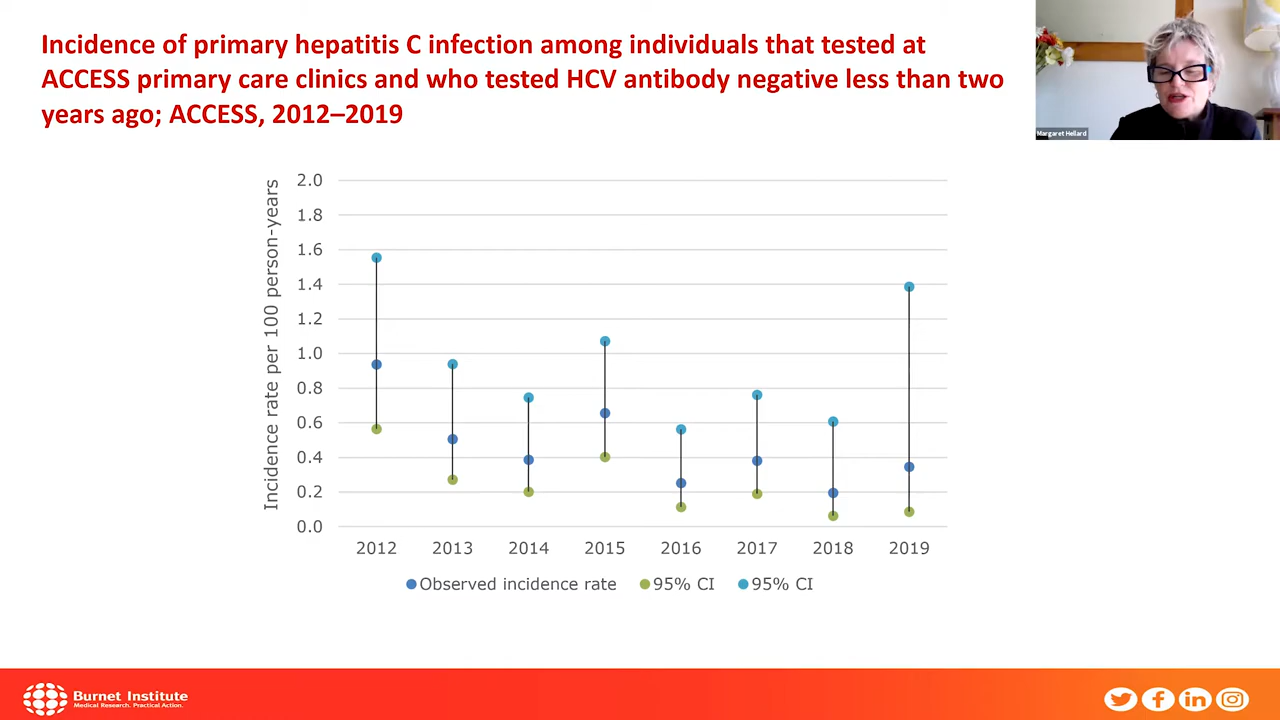 Incidence of primary hepatitis C infection among individuals that tested at
ACCESS primary care clinics and who tested HCV antibody negative less than two
years ago; ACCESS, 2012–2019
Margaret Hellard
Incidence rate per 100 person-years
2.0
1.8
1.6
1.4
1.2
1.0
0.8
0.6
0.4
0.2
0.0
2012 2013 2014 2015 2016 2017 2018 2019
Observed incidence rate 95% CI 95% CI
Burnet Institute
Medical Research. Practical Action.